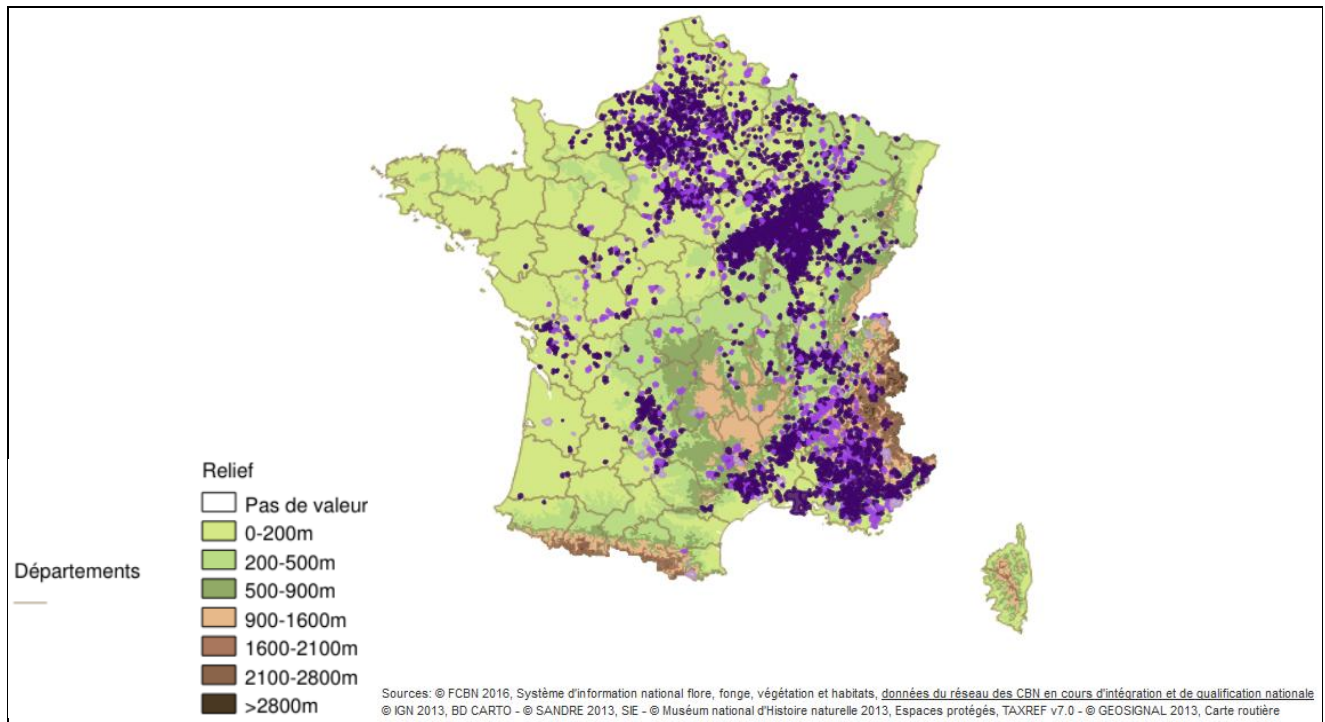 Relief
Pas de valeur
0-200m
200-500m
500-900m
900-1600m
1600-2100m
2100-2800m
>2800m
Départements
Sources: © FCBN 2016, Système d'information national flore, fonge, végétation et habitats, données du réseau des CBN en cours d'intégration et de qualification nationale
© IGN 2013, BD CARTO - © SANDRE 2013, SIE - © Muséum national d'Histoire naturelle 2013, Espaces protégés, TAXREF v7.0 - © GEOSIGNAL 2013, Carte routière